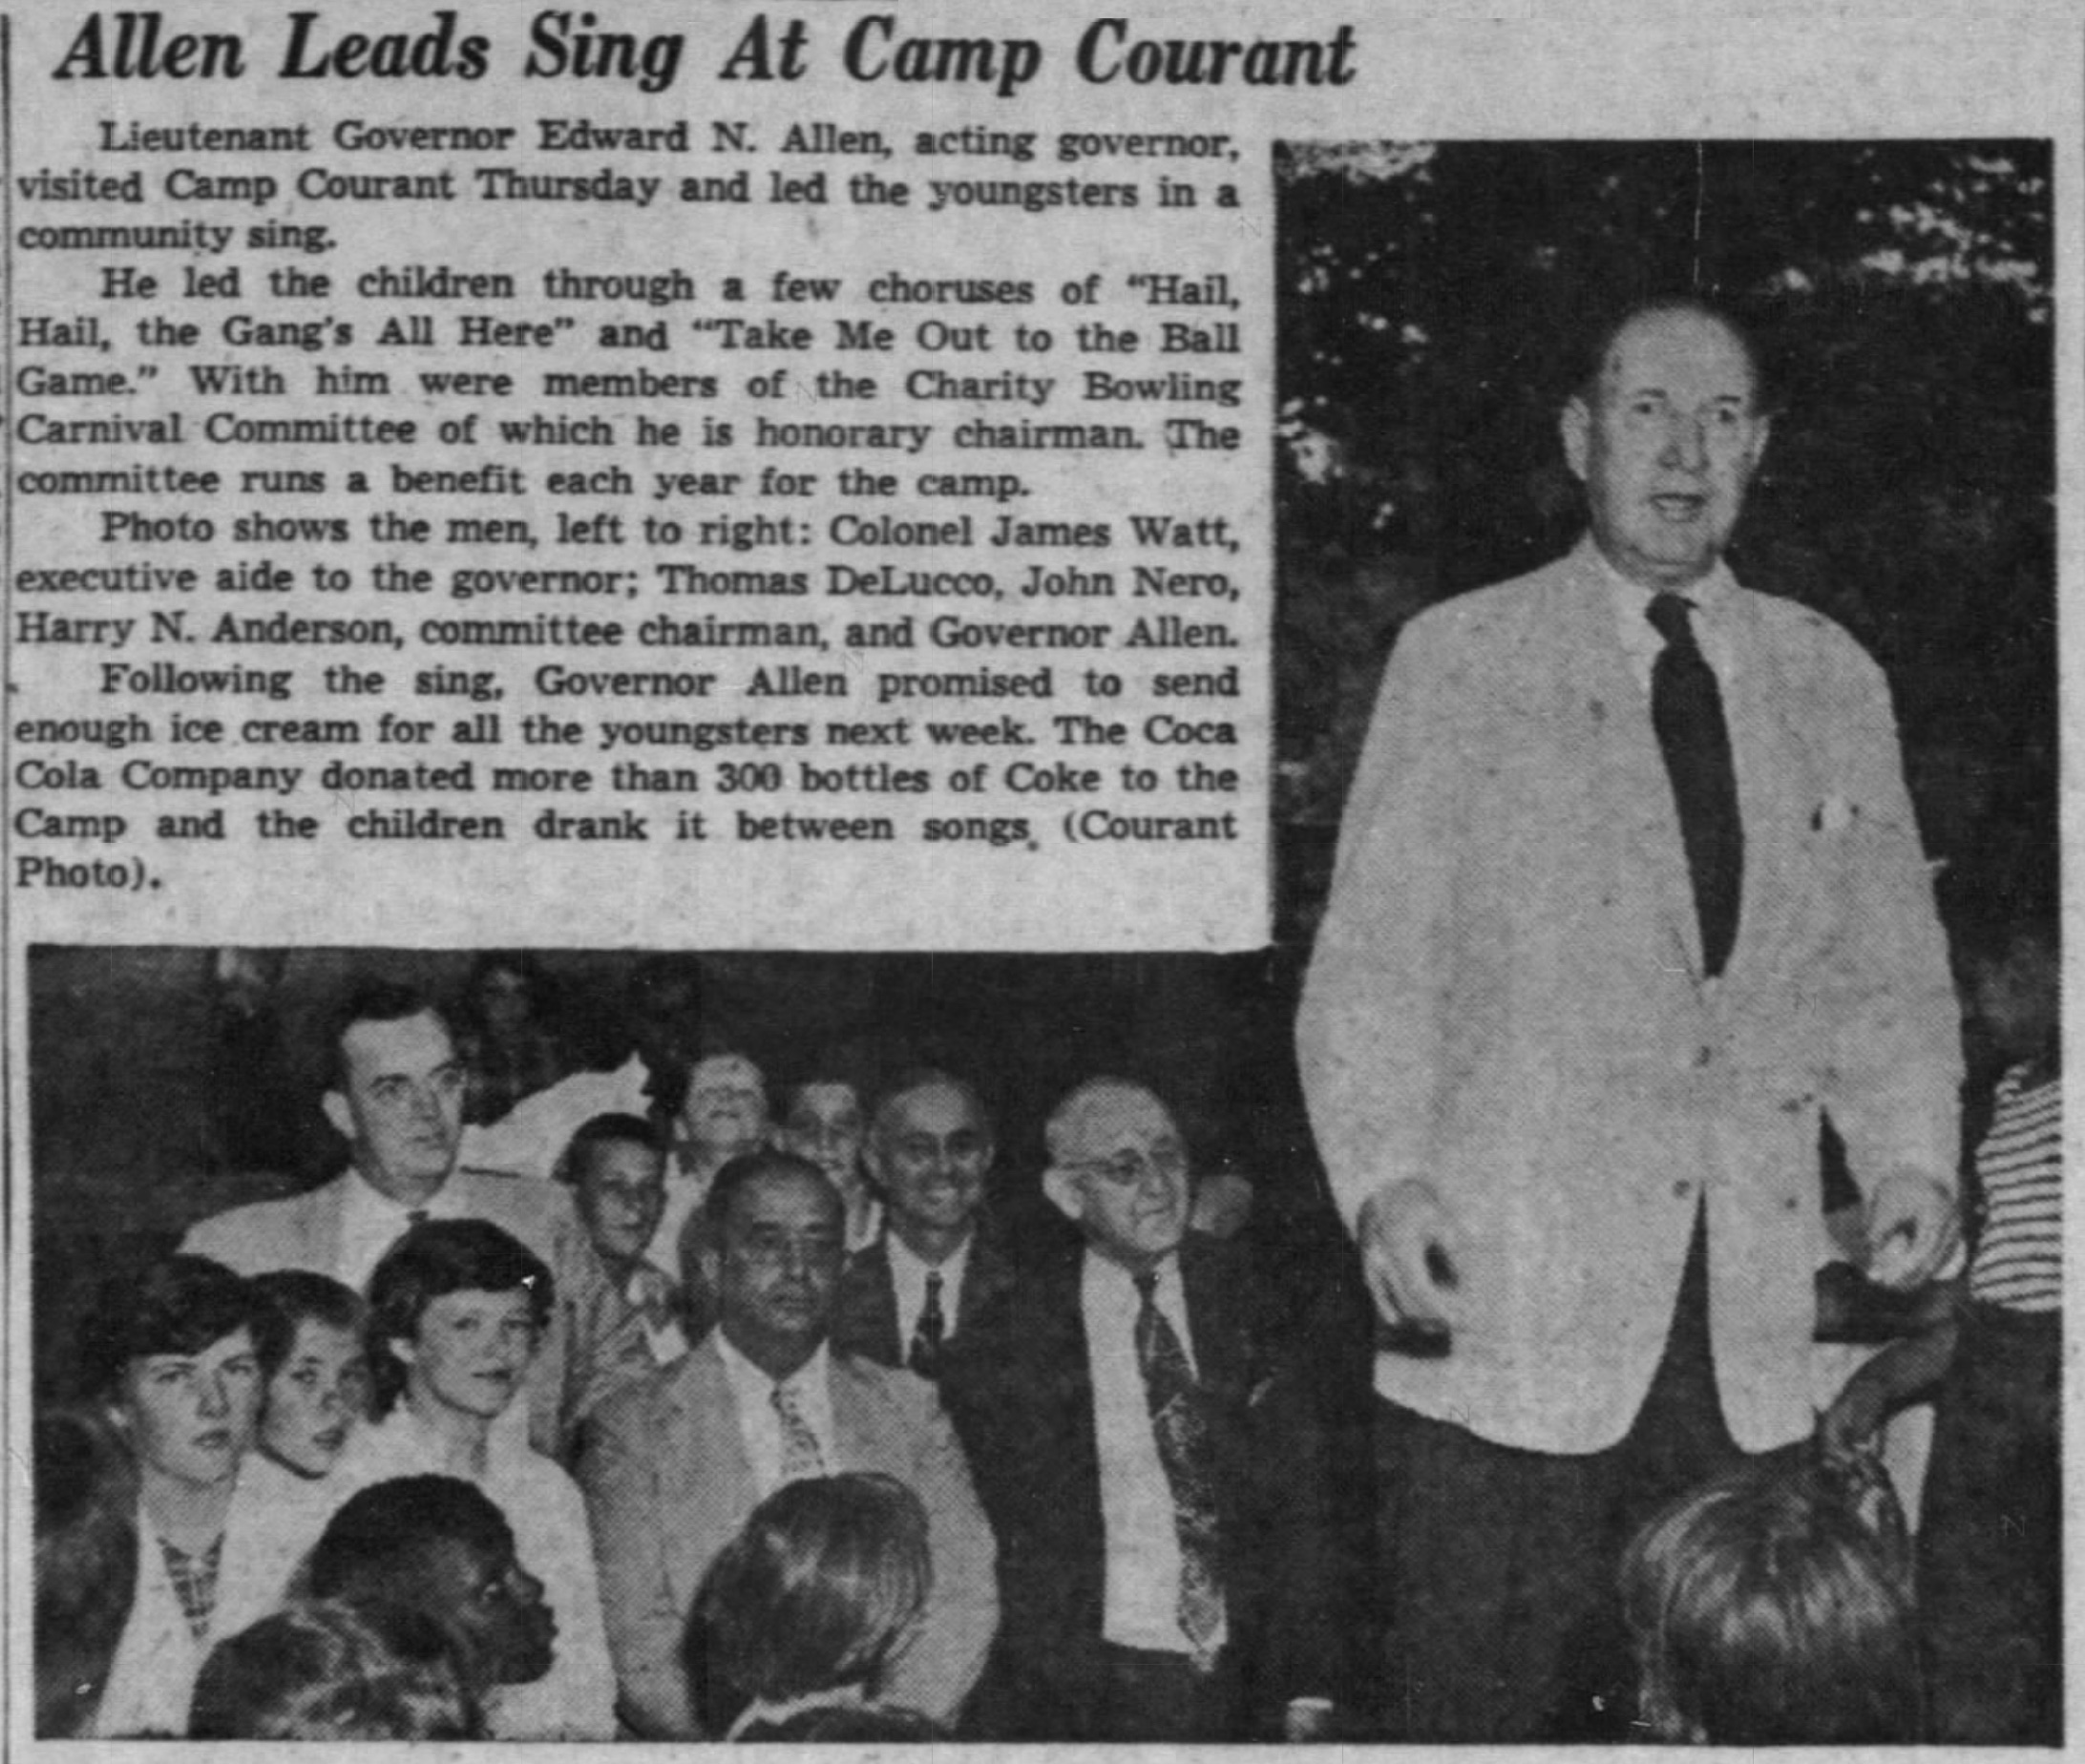 Allen Leads Sing At Camp Courant
Lieutenant Governor Edward N. Allen, acting governor,
visited Camp Courant Thursday and led the youngsters in a
community sing.
He led the children through a few choruses of “Hail,
Hail, the Gang's All Here” and “Take Me Out to the Ball
Game.” With him were members of the Charity Bowling
Carnival Committee of which he is honorary chairman. The
committee runs a benefit each year for the camp.
Photo shows the men, left to right: Colonel James Watt,
executive aide to the governor; Thomas DeLucco, John Nero,
Harry N. Anderson, committee chairman, and Governor Allen.
Following the sing, Governor Allen promised to send
enough ice cream for all the youngsters next week. The Coca
Cola Company donated more than 300 bottles of Coke to the
Camp and the children drank it between songs. (Courant
Photo).